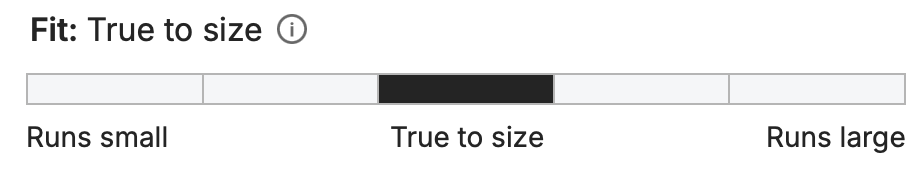 Fit: True to size
Runs small
True to size
Runs large